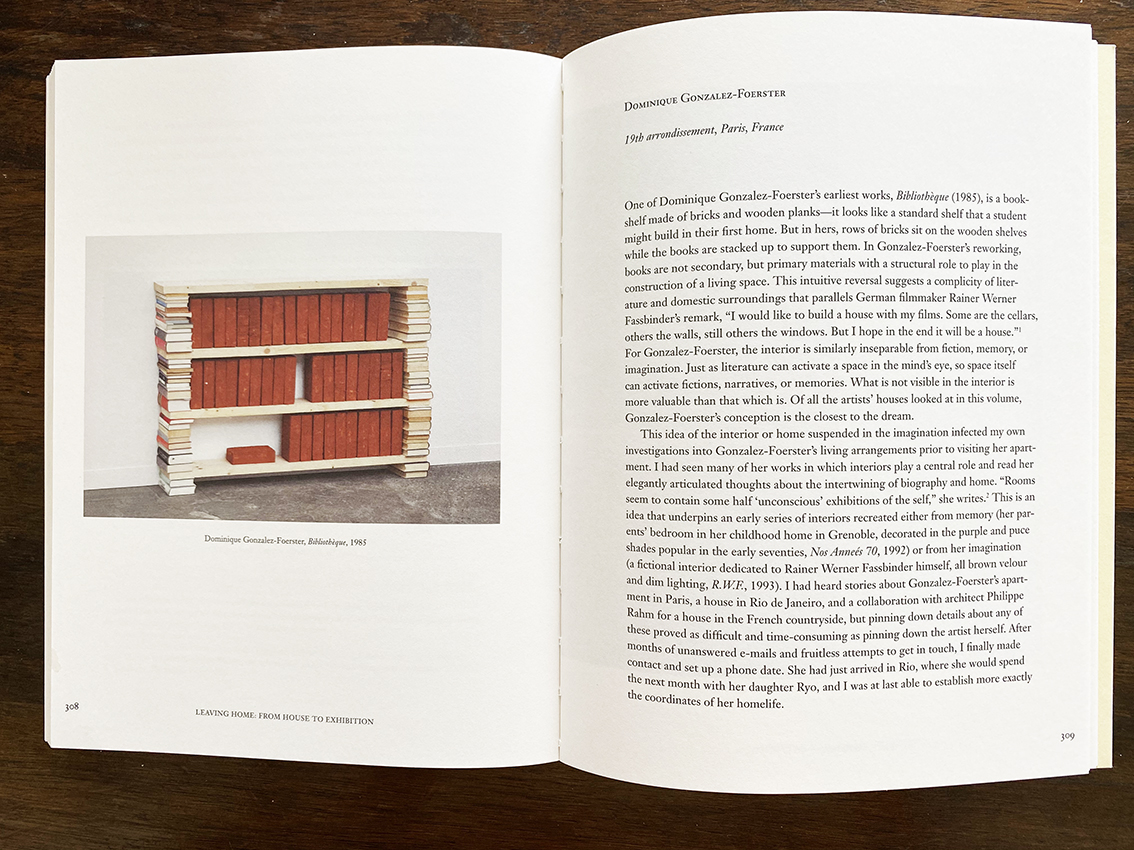 Dominique Gonzalez-Foerster, Bibliothèque, 1985
308
LEAVING HOME: FROM HOUSE TO EXHIBITION
Dominique Gonzalez-Foerster
19th arrondissement, Paris, France
One of Dominique Gonzalez-Foerster's earliest works, Bibliothèque (1985), is a book-
shelf made of bricks and wooden planks—it looks like a standard shelf that a student
might build in their first home. But in hers, rows of bricks sit on the wooden shelves
while the books are stacked up to support them. In Gonzalez-Foerster's reworking,
books are not secondary, but primary materials with a structural role to play in the
construction of a living space. This intuitive reversal suggests a complicity of liter-
ature and domestic surroundings that parallels German filmmaker Rainer Werner
Fassbinder's remark, “I would like to build a house with my films. Some are the cellars,
others the walls, still others the windows. But I hope in the end it will be a house.”¹
For Gonzalez-Foerster, the interior is similarly inseparable from fiction, memory, or
imagination. Just as literature can activate a space in the mind's eye, so space itself
can activate fictions, narratives, or memories. What is not visible in the interior is
more valuable than that which is. Of all the artists' houses looked at in this volume,
Gonzalez-Foerster's conception is the closest to the dream.
This idea of the interior or home suspended in the imagination infected my own
investigations into Gonzalez-Foerster's living arrangements prior to visiting her apart-
ment. I had seen many of her works in which interiors play a central role and read her
elegantly articulated thoughts about the intertwining of biography and home. “Rooms
seem to contain some half ‘unconscious’ exhibitions of the self,” she writes.² This is an
idea that underpins an early series of interiors recreated either from memory (her par-
ents' bedroom in her childhood home in Grenoble, decorated in the purple and puce
shades popular in the early seventies, Nos Anneés 70, 1992) or from her imagination
(a fictional interior dedicated to Rainer Werner Fassbinder himself, all brown velour
and dim lighting, R.W.F., 1993). I had heard stories about Gonzalez-Foerster's apart-
ment in Paris, a house in Rio de Janeiro, and a collaboration with architect Philippe
Rahm for a house in the French countryside, but pinning down details about any of
these proved as difficult and time-consuming as pinning down the artist herself. After
months of unanswered e-mails and fruitless attempts to get in touch, I finally made
contact and set up a phone date. She had just arrived in Rio, where she would spend
the next month with her daughter Ryo, and I was at last able to establish more exactly
the coordinates of her homelife.
309